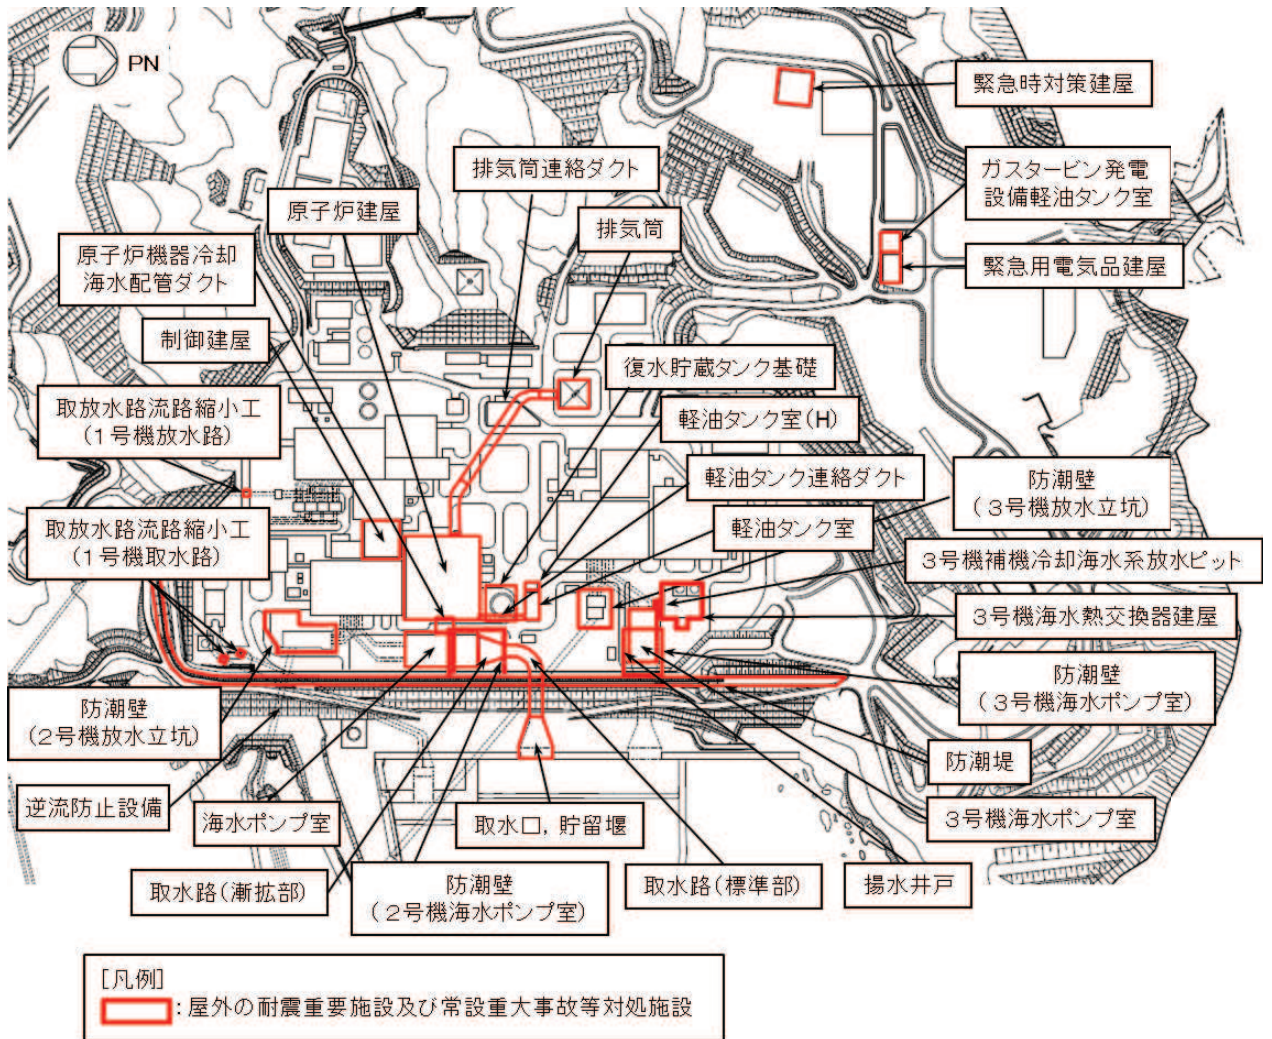 PN
緊急時対策建屋
排気筒連絡ダクト
ガスタービン発電
設備軽油タンク室
原子炉建屋
排気筒
原子炉機器冷却
海水配管ダクト
緊急用電気品建屋
制御建屋
復水貯蔵タンク基礎
取放水路流路縮小工
(1号機放水路)
軽油タンク室(H)
軽油タンク連絡ダクト
防潮壁
(3号機放水立坑)
取放水路流路縮小工
(1号機取水路)
軽油タンク室
3号機補機冷却海水系放水ピット
3号機海水熱交換器建屋
防潮壁
(2号機放水立坑)
防潮壁
(3号機海水ポンプ室)
防潮堤
逆流防止設備
海水ポンプ室
取水口，貯留堰
3号機海水ポンプ室
取水路(漸拡部)
防潮壁
(2号機海水ポンプ室)
取水路(標準部)
揚水井戸
[凡例]
：屋外の耐震重要施設及び常設重大事故等対処施設